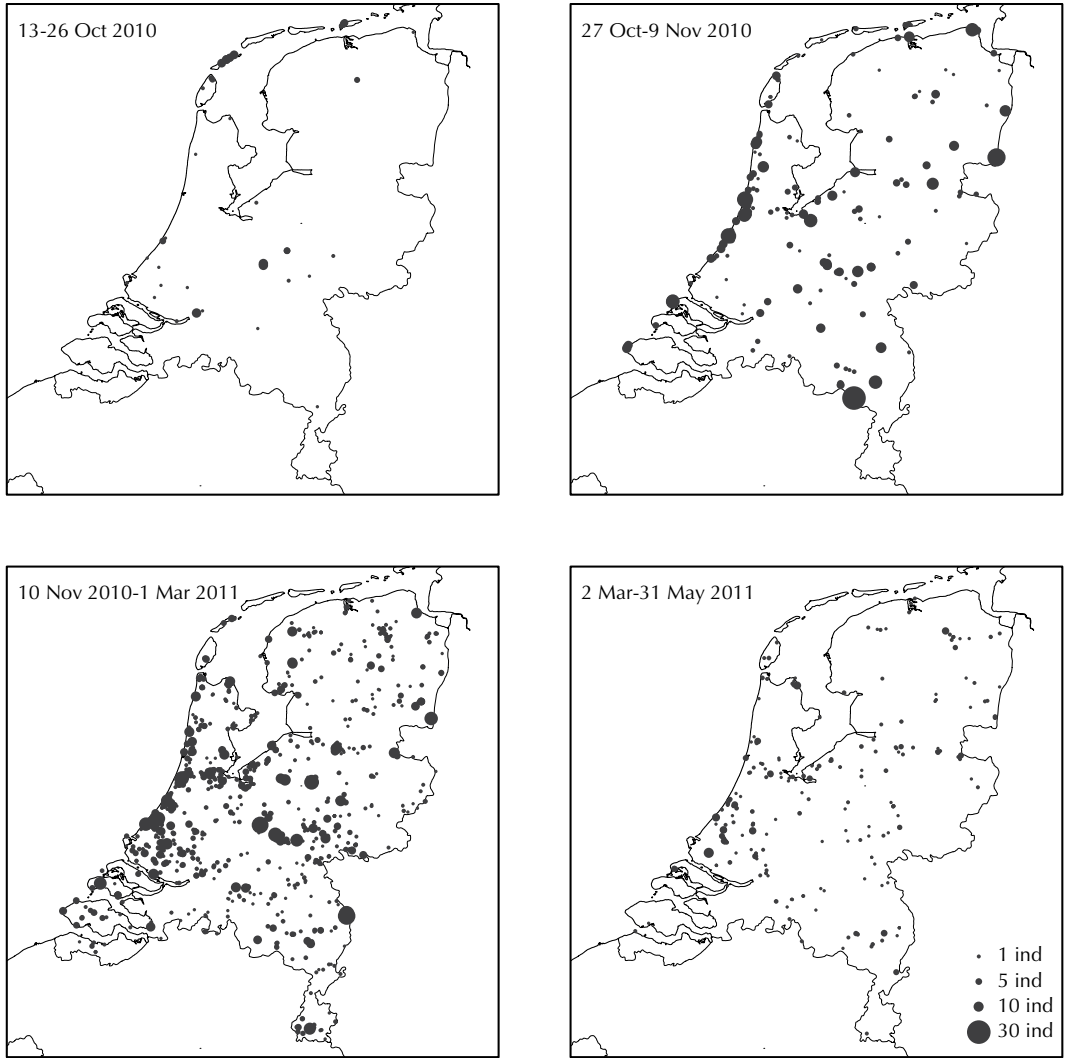 13-26 Oct 2010
27 Oct-9 Nov 2010
10 Nov 2010-1 Mar 2011
2 Mar-31 May 2011
1 ind
5 ind
10 ind
30 ind